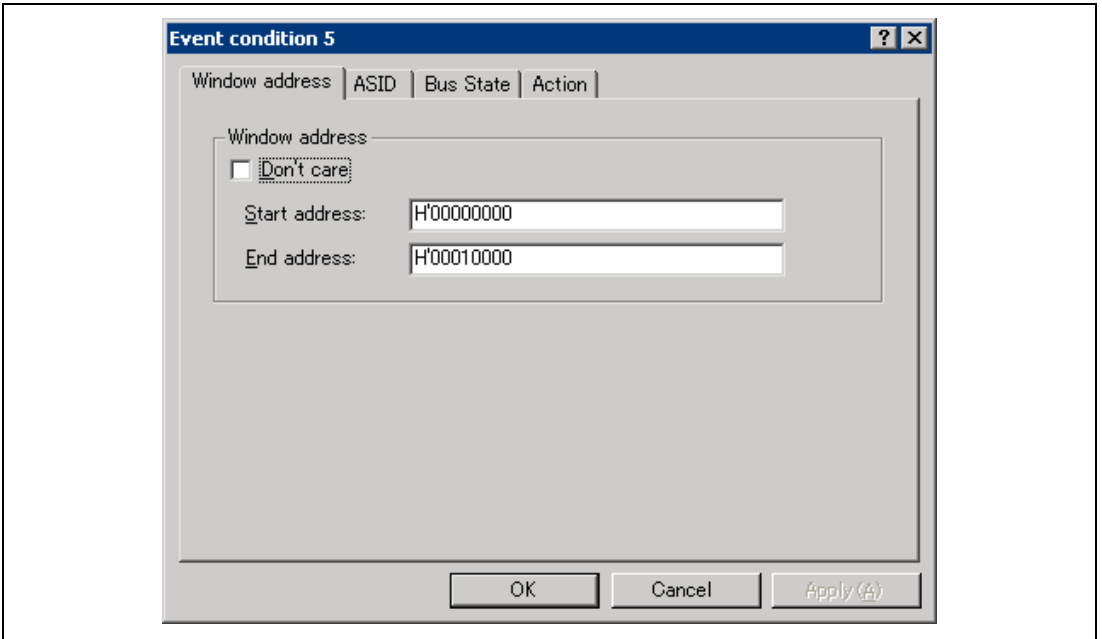 Event condition 5
Window address ASID Bus State Action
Window address
Don't care
Start address: H'00000000
End address: H'00010000
OK Cancel Apply(A)